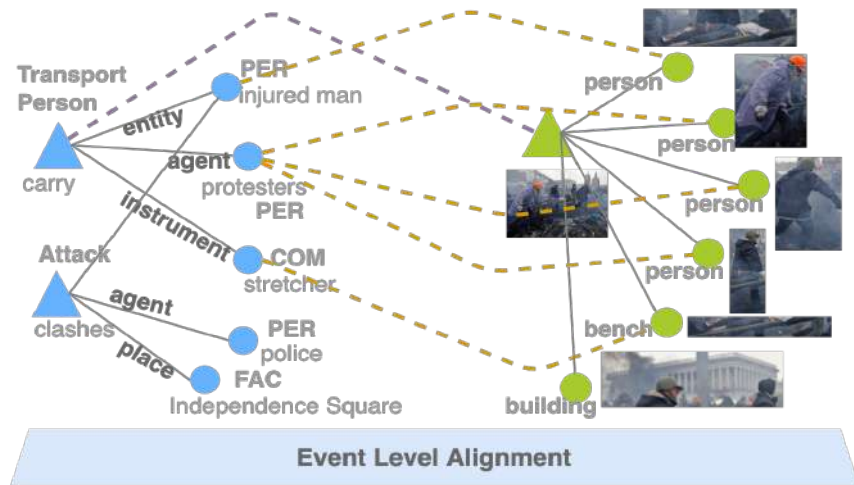 Transport
Person
carry
entity
PER
injured man
agent
protesters
PER
instrument
COM
stretcher
Attack
clashes
agent
PER
police
place
FAC
Independence Square
person
person
person
person
bench
building
Event Level Alignment